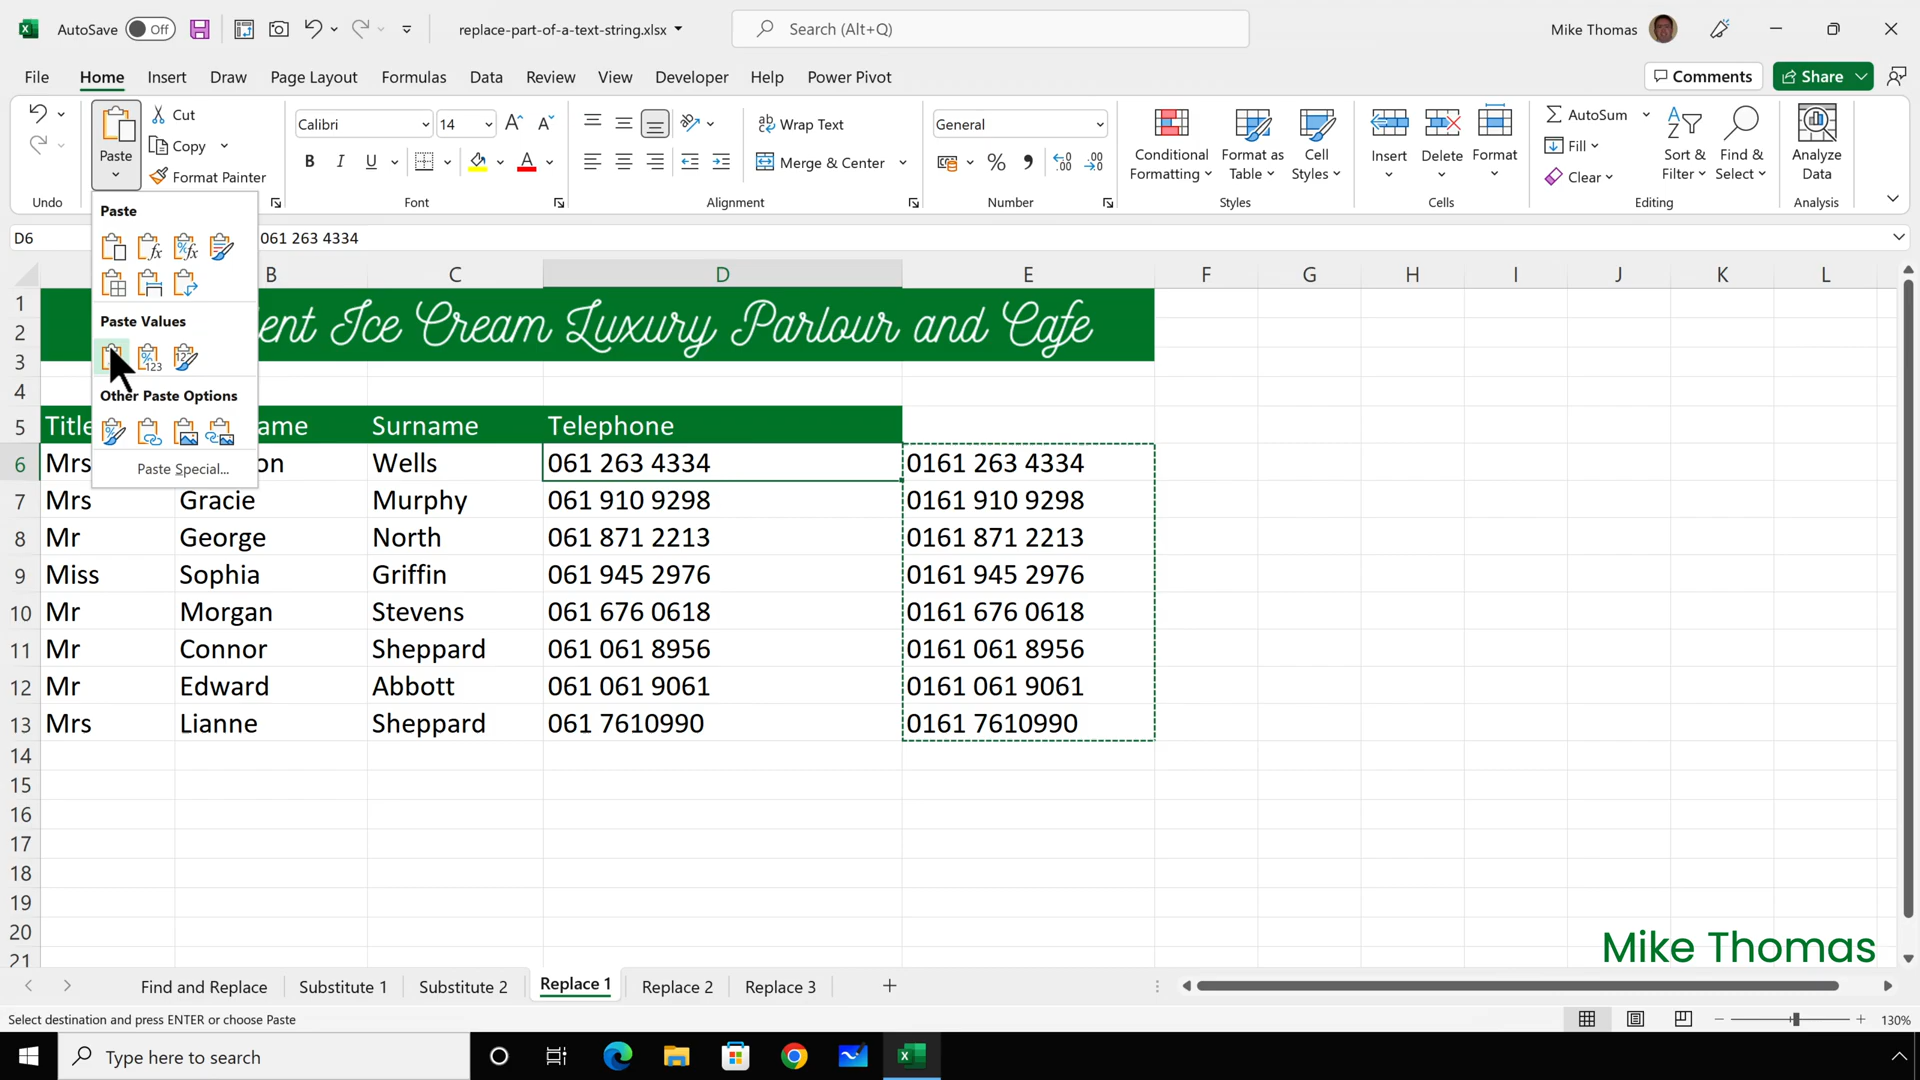 AutoSave Off replace-part-of-a-text-string.xlsx Search (Alt+Q) Mike Thomas
File Home Insert Draw Page Layout Formulas Data Review View Developer Help Power Pivot Comments Share
Paste Cut Copy Format Painter
Calibri 14
Wrap Text Merge & Center
General
Conditional Formatting Format as Table Cell Styles
Insert Delete Format
AutoSum Fill Clear Sort & Filter Find & Select Analyze Data
Undo Font Alignment Number Styles Cells Editing Analysis
D6 061 263 4334
Paste
Paste Values
Other Paste Options
Paste Special...
B C D E F G H I J K L
1
2 ent Ice Cream Luxury Parlour and Cafe
3
4
5 Title ame Surname Telephone
6 Mrs on Wells 061 263 4334 0161 263 4334
7 Mrs Gracie Murphy 061 910 9298 0161 910 9298
8 Mr George North 061 871 2213 0161 871 2213
9 Miss Sophia Griffin 061 945 2976 0161 945 2976
10 Mr Morgan Stevens 061 676 0618 0161 676 0618
11 Mr Connor Sheppard 061 061 8956 0161 061 8956
12 Mr Edward Abbott 061 061 9061 0161 061 9061
13 Mrs Lianne Sheppard 061 7610990 0161 7610990
14
15
16
17
18
19
20
21
Mike Thomas
Find and Replace Substitute 1 Substitute 2 Replace 1 Replace 2 Replace 3
Select destination and press ENTER or choose Paste 130%
Type here to search